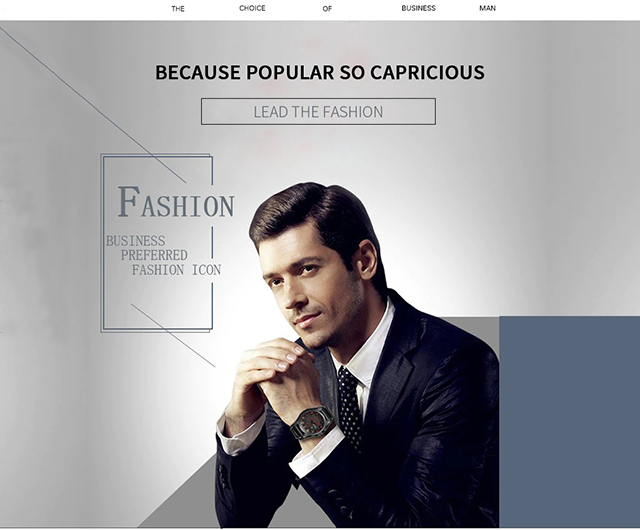 THE CHOICE OF BUSINESS MAN
BECAUSE POPULAR SO CAPRICIOUS
LEAD THE FASHION
FASHION
BUSINESS
PREFERRED
FASHION ICON